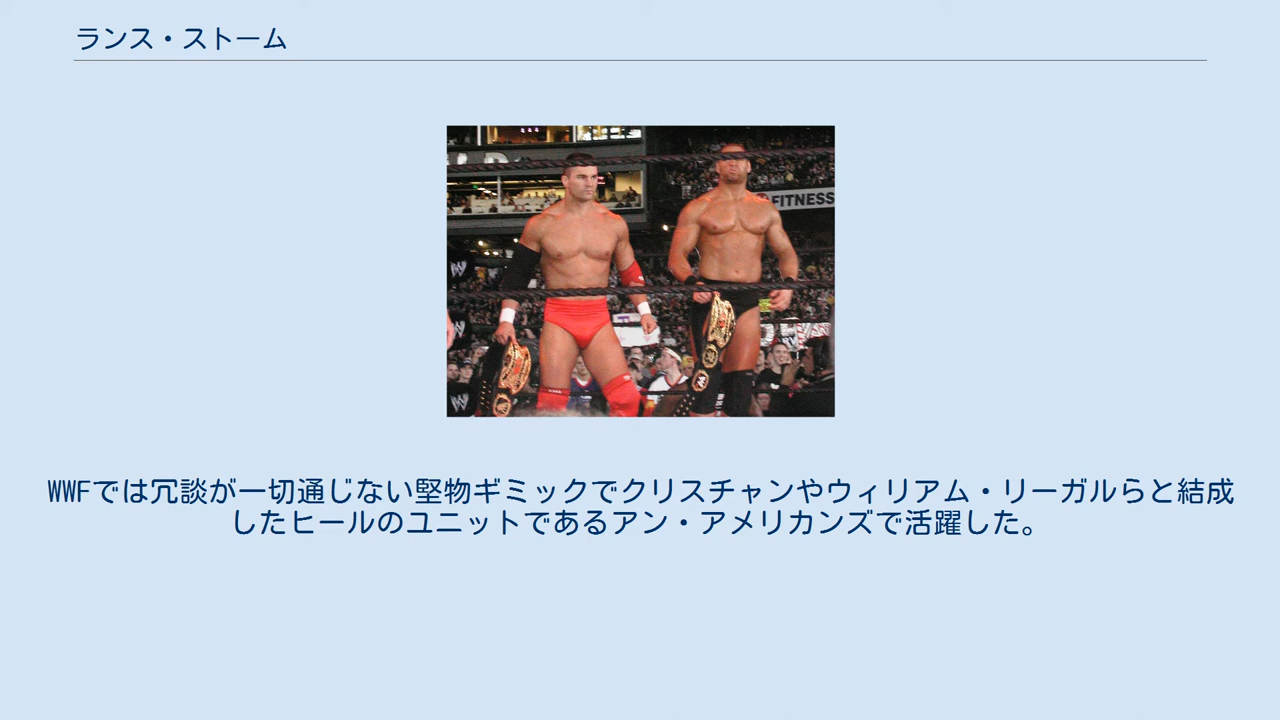 ランス・ストーム
FITNESS
WWFでは冗談が一切通じない堅物ギミックでクリスチャンやウィリアム・リーガルらと結成
したヒールのユニットであるアン・アメリカンズで活躍した。